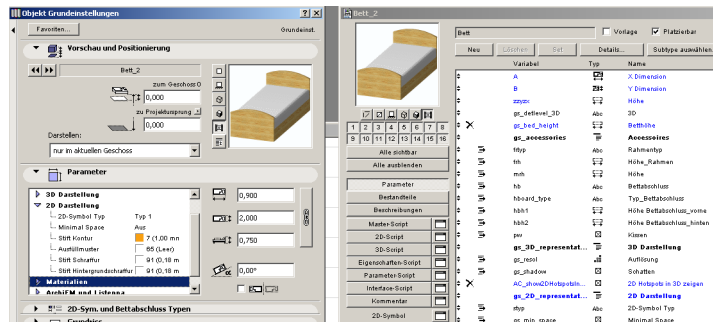 Objekt Grundeinstellungen
Favoriten...
Grundeinst.
Vorschau und Positionierung
Bett_2
zum Geschoss 0
0,000
zu Projektursprung
0,000
Darstellen:
nur im aktuellen Geschoss
Parameter
3D Darstellung
2D Darstellung
2D-Symbol Typ Typ 1
Minimal Space Aus
Stift Kontur 7 (1,00 mm
Ausfüllmuster 65 (Leer)
Stift Schraffur 91 (0,18 m
Stift Hintergrundschraffur 91 (0,18 m
Materialien
ArchiFM und Listenpa
0,900
2,000
0,750
0,00°
2D-Sym. und Bettabschluss Typen
Grundriss
Bett_2
Bett
Vorlage
Platzierbar
Neu
Löschen
Set
Details...
Subtype auswählen.
Variabel Typ Name
A X Dimension
B Y Dimension
zzyzx Höhe
gs_detlevel_3D Abc 3D
gs_bed_height Betthöhe
gs_accessories Accessoires
frtyp Abc Rahmentyp
frh Höhe_Rahmen
mrh Höhe
hb Bettabschluss
hboard_type Abc Typ_Bettabschluss
hbh1 Höhe Bettabschluss_vorne
hbh2 Höhe Bettabschluss_hinten
pw Kissen
gs_3D_representat... 3D Darstellung
gs_resol Auflösung
gs_shadow Schatten
AC_show2DHotspotsIn... 2D Hotspots in 3D zeigen
gs_2D_representat... 2D Darstellung
styp Abc 2D-Symbol Typ
gs_min_space Minimal Space
1 2 3 4 5 6 7 8
9 10 11 12 13 14 15 16
Alle sichtbar
Alle ausblenden
Parameter
Bestandteile
Beschreibungen
Master-Script
2D-Script
3D-Script
Eigenschaften-Script
Parameter-Script
Interface-Script
Kommentar
2D-Symbol